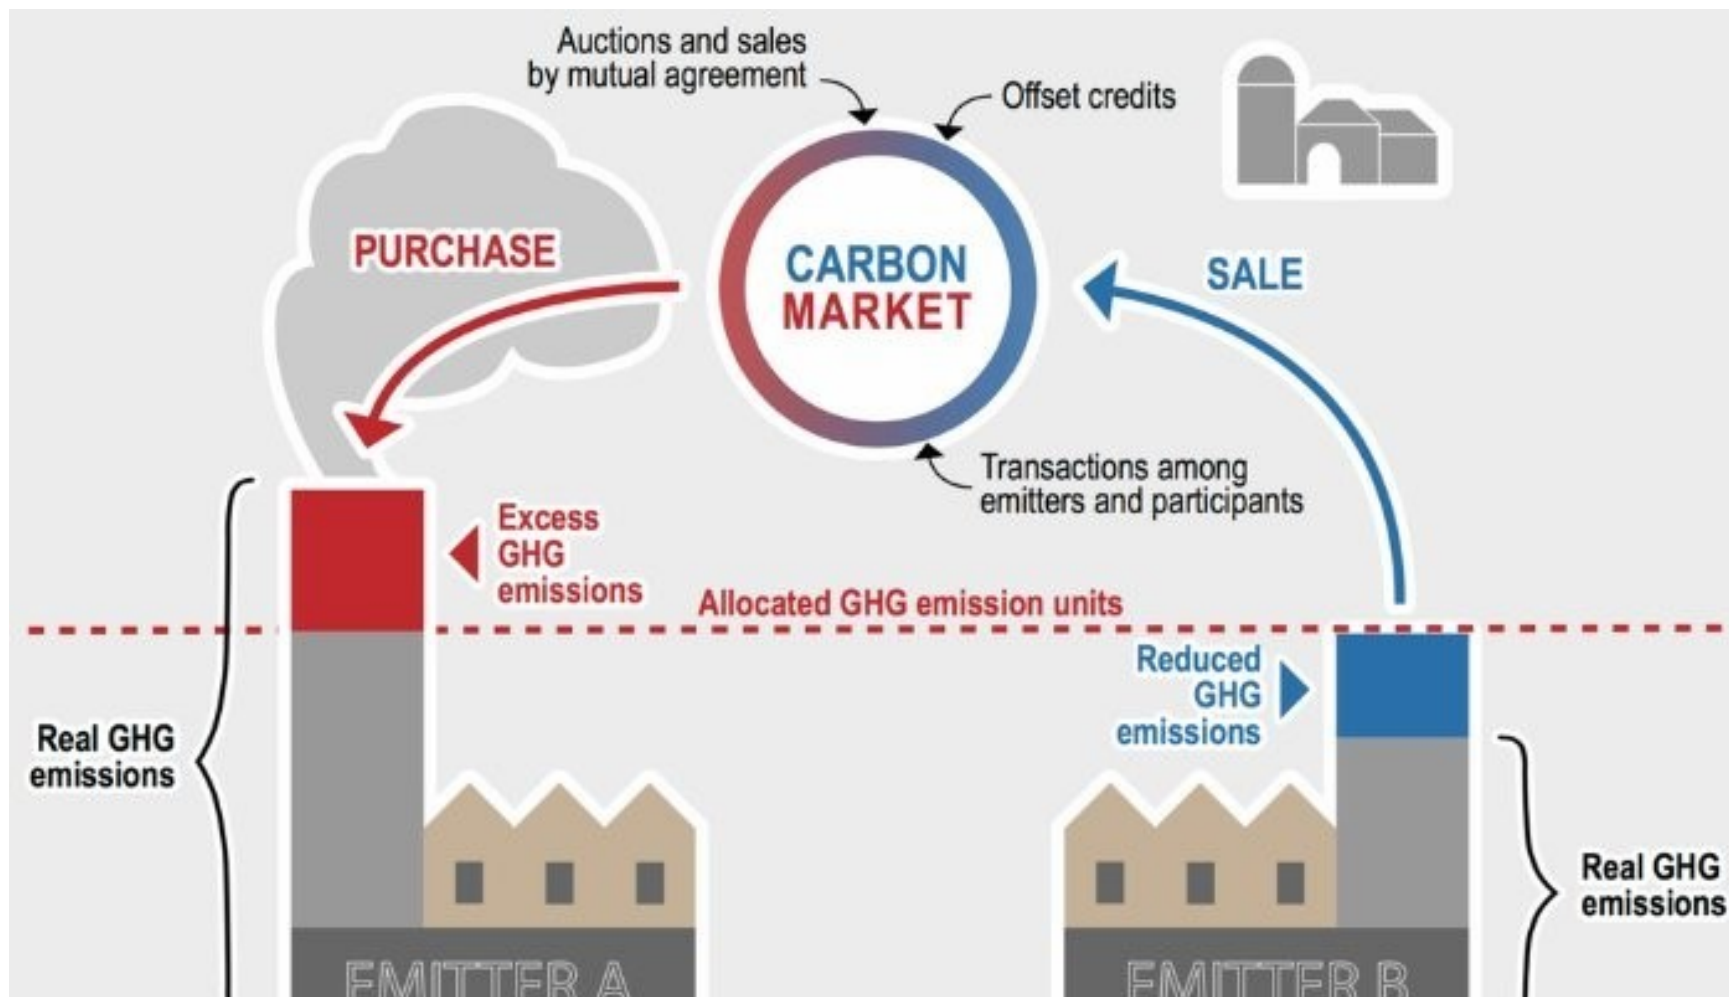 Auctions and sales
by mutual agreement
Offset credits
PURCHASE
CARBON
MARKET
SALE
Transactions among
emitters and participants
Excess
GHG
emissions
Allocated GHG emission units
Reduced
GHG
emissions
Real GHG
emissions
Real GHG
emissions
EMITTER A
EMITTER B